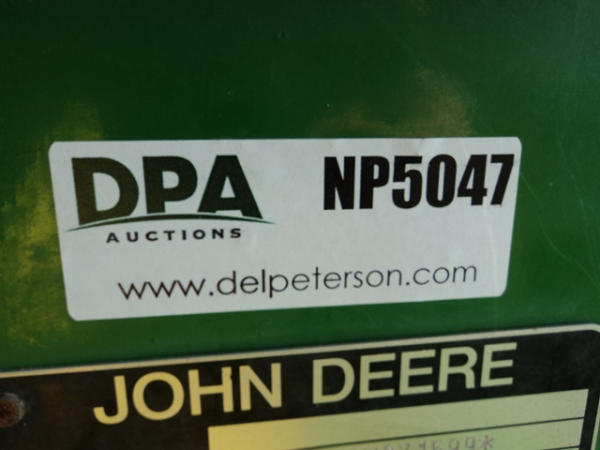 DPA
AUCTIONS
NP5047
www.delpeterson.com
JOHN DEERE